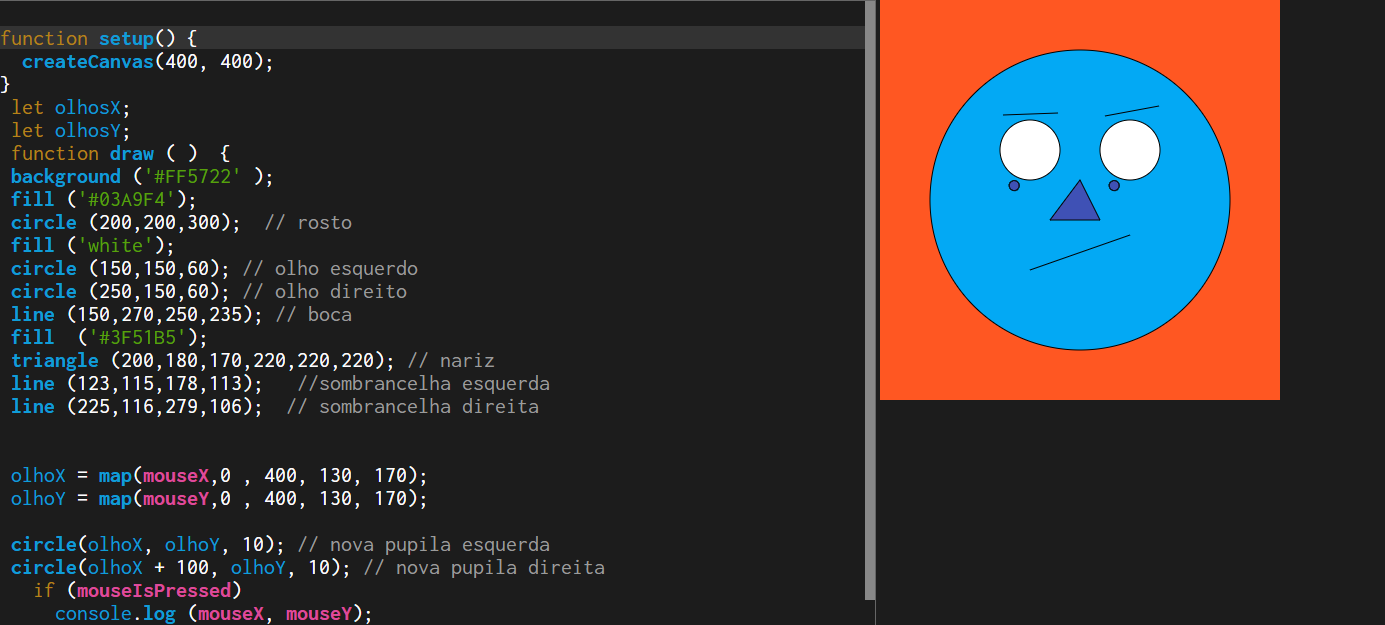 function setup() {
  createCanvas(400, 400);
}
 let olhosX;
 let olhosY;
 function draw ( )  {
 background ('#FF5722' );
 fill ('#03A9F4');
 circle (200,200,300);  // rosto
 fill ('white');
 circle (150,150,60); // olho esquerdo
 circle (250,150,60); // olho direito
 line (150,270,250,235); // boca
 fill  ('#3F51B5');
 triangle (200,180,170,220,220,220); // nariz
 line (123,115,178,113);   //sombrancelha esquerda
 line (225,116,279,106);  // sombrancelha direita
 olhoX = map(mouseX,0 , 400, 130, 170);
 olhoY = map(mouseY,0 , 400, 130, 170);
 circle(olhoX, olhoY, 10); // nova pupila esquerda
 circle(olhoX + 100, olhoY, 10); // nova pupila direita
   if (mouseIsPressed)
     console.log (mouseX, mouseY);